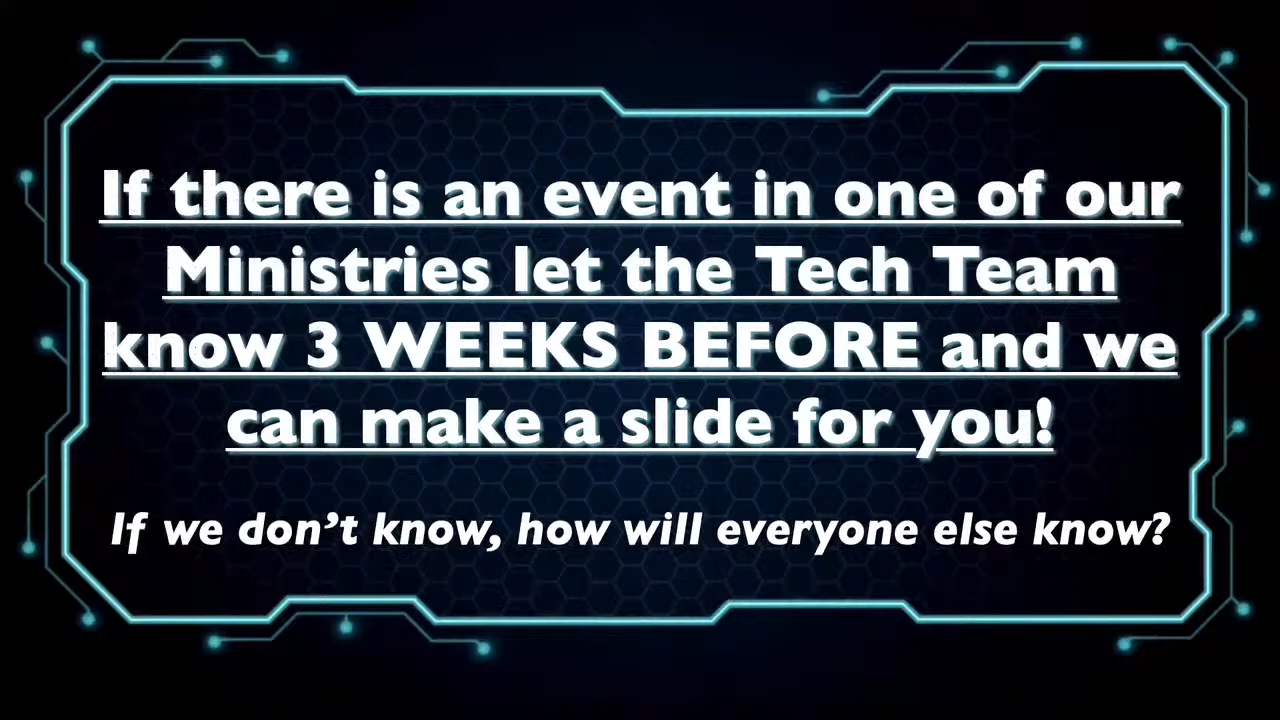 If there is an event in one of our
Ministries let the Tech Team
know 3 WEEKS BEFORE and we
can make a slide for you!
If we don’t know, how will everyone else know?